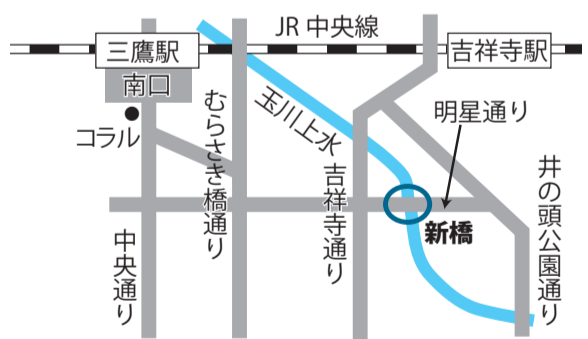 JR 中央線
三鷹駅
吉祥寺駅
南口
コラル
むらさき橋通り
玉川上水
明星通り
吉祥寺通り
井の頭公園通り
新橋
中央通り